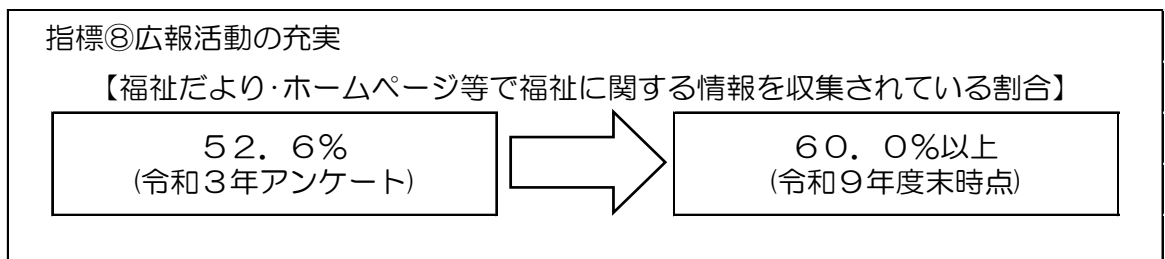 指標⑧広報活動の充実
【福祉だより・ホームページ等で福祉に関する情報を収集されている割合】
５２．６％
(令和３年アンケート)
６０．０％以上
(令和９年度末時点)